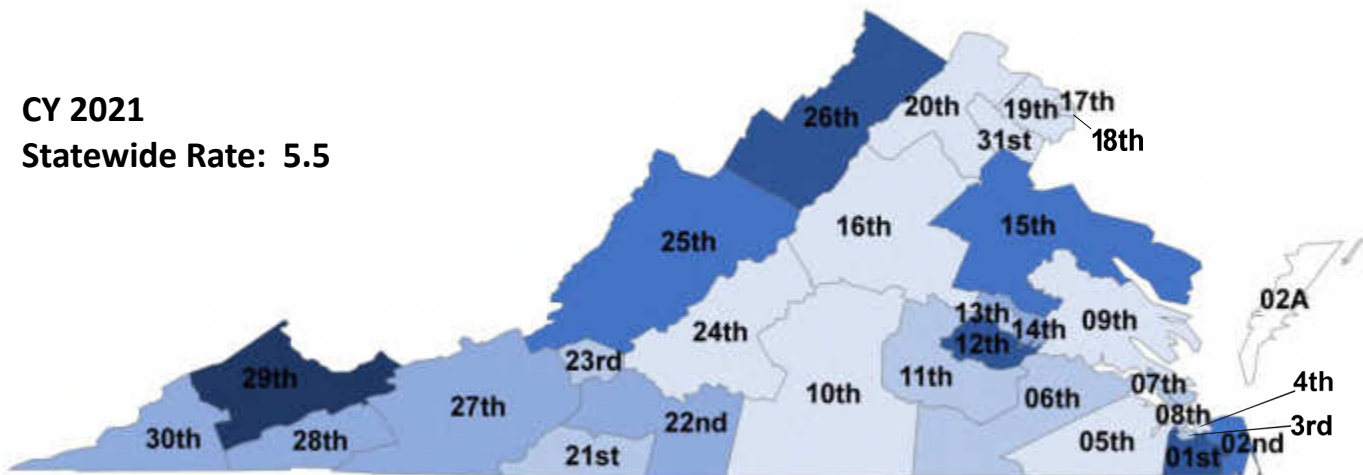 CY 2021
Statewide Rate: 5.5
26th
20th
19th
17th
18th
31st
25th
16th
15th
02A
24th
13th
14th
12th
09th
29th
23rd
11th
07th
4th
27th
10th
06th
08th
3rd
30th
28th
22nd
21st
05th
01st
02nd